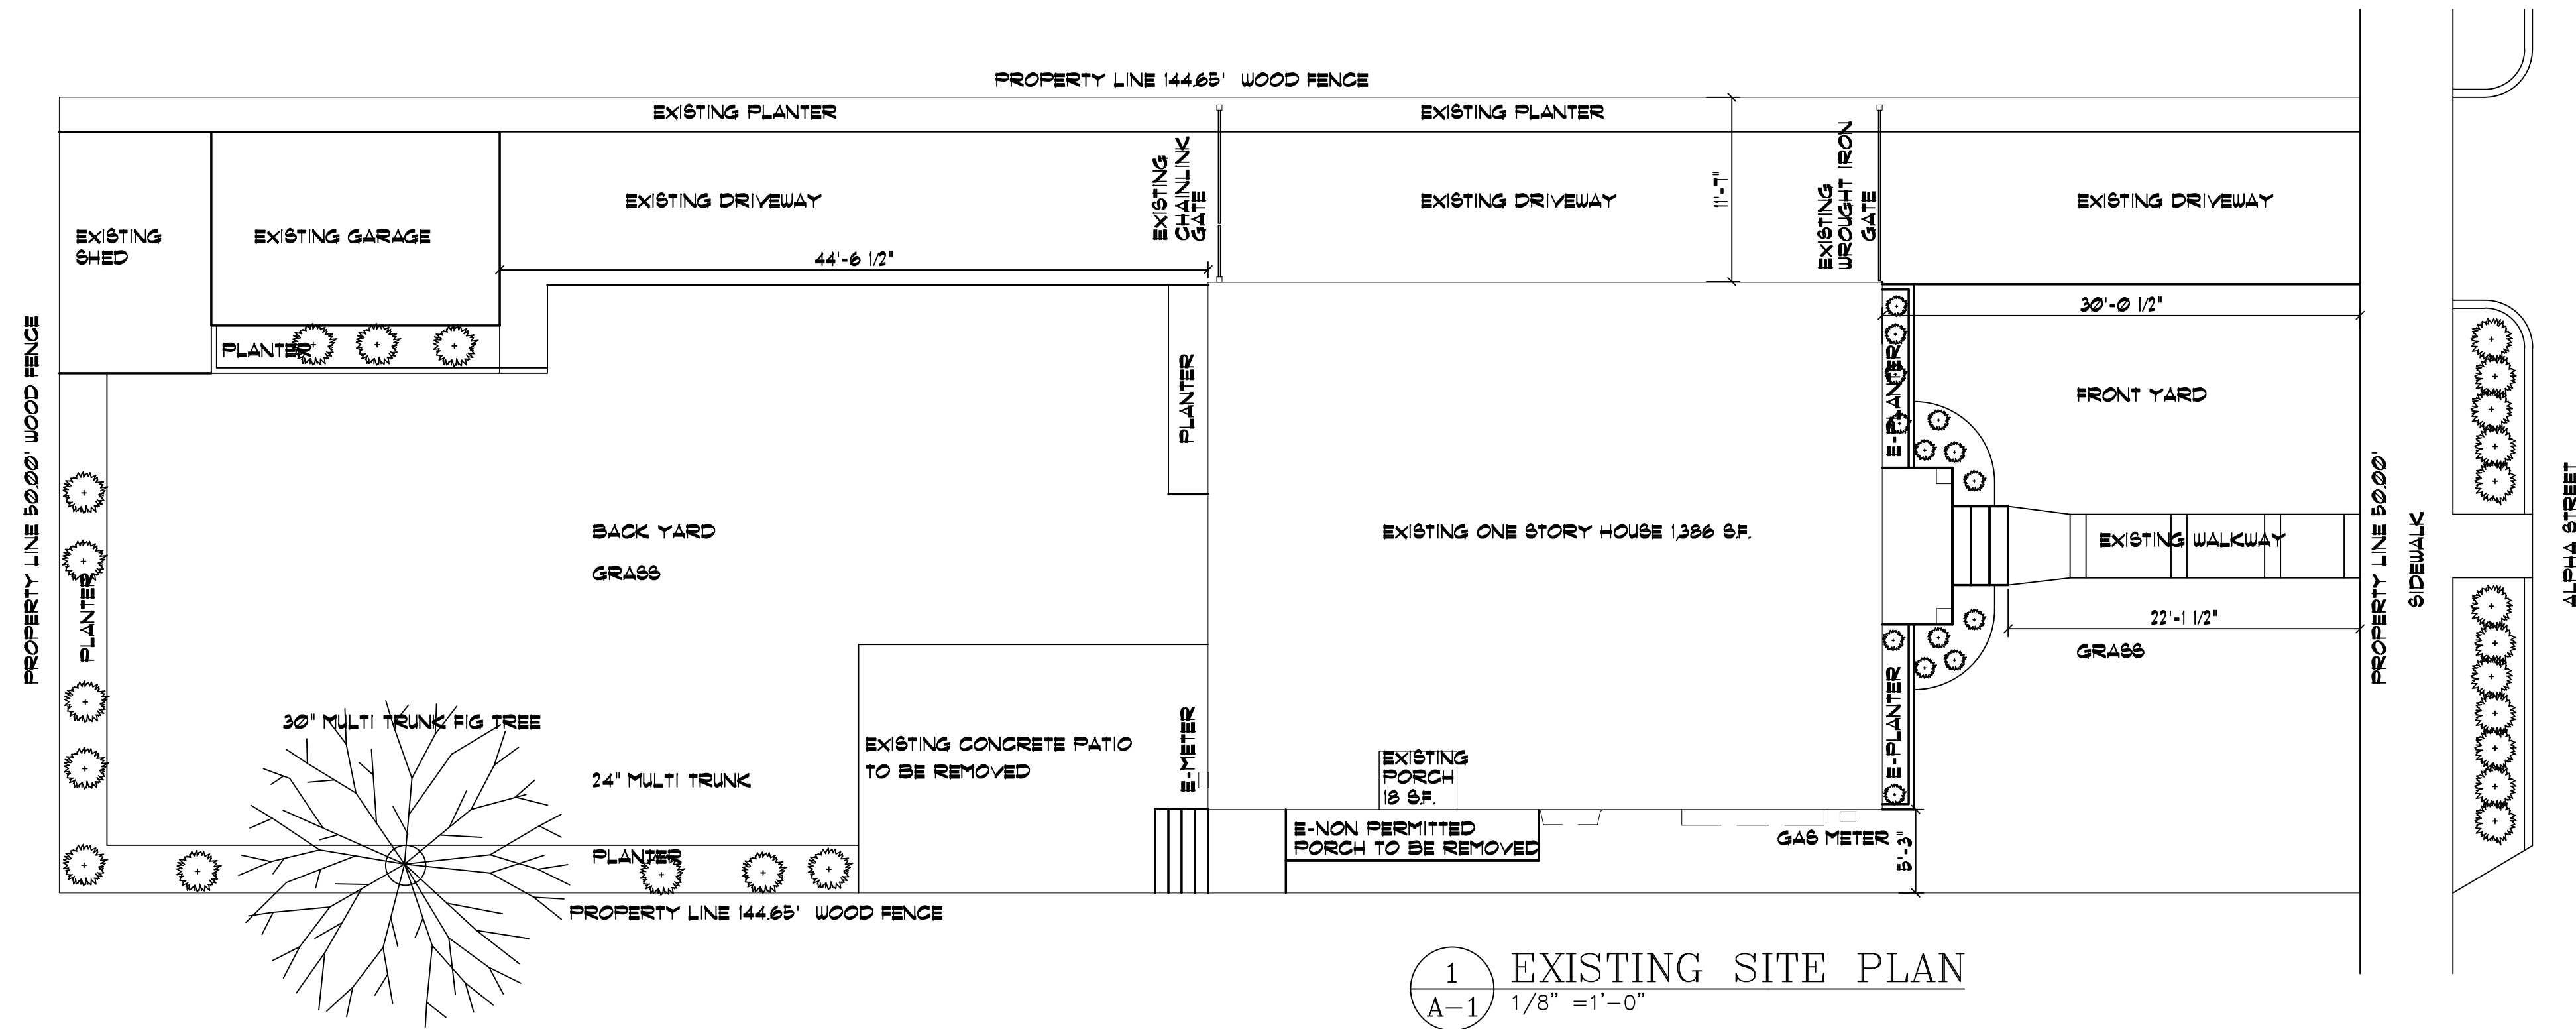 PROPERTY LINE 144.65' WOOD FENCE
EXISTING PLANTER
EXISTING PLANTER
EXISTING
CHAINLINK
GATE
EXISTING
WROUGHT IRON
GATE
EXISTING DRIVEWAY
EXISTING DRIVEWAY
EXISTING DRIVEWAY
11'-7"
EXISTING
SHED
EXISTING GARAGE
44'-6 1/2"
30'-0 1/2"
PLANTER
PLANTER
E-PLANTER
FRONT YARD
PROPERTY LINE 50.00' WOOD FENCE
PLANTER
BACK YARD
GRASS
EXISTING ONE STORY HOUSE 1,386 S.F.
EXISTING WALKWAY
PROPERTY LINE 50.00'
SIDEWALK
ALPHA STREET
22'-1 1/2"
GRASS
30" MULTI TRUNK FIG TREE
24" MULTI TRUNK
EXISTING CONCRETE PATIO
TO BE REMOVED
E-METER
EXISTING
PORCH
18 S.F.
E-PLANTER
E-NON PERMITTED
PORCH TO BE REMOVED
GAS METER
5'-3"
PLANTER
PROPERTY LINE 144.65' WOOD FENCE
1
A-1
EXISTING SITE PLAN
1/8" =1'-0"